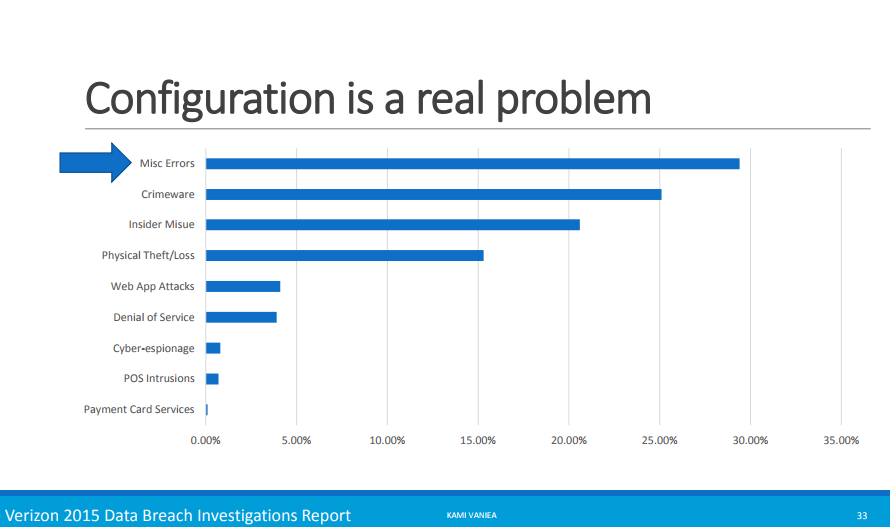 Configuration is a real problem
Misc Errors
Crimeware
Insider Misue
Physical Theft/Loss
Web App Attacks
Denial of Service
Cyber-espionage
POS Intrusions
Payment Card Services
0.00% 5.00% 10.00% 15.00% 20.00% 25.00% 30.00% 35.00%
Verizon 2015 Data Breach Investigations Report KAMI VANIEA 33